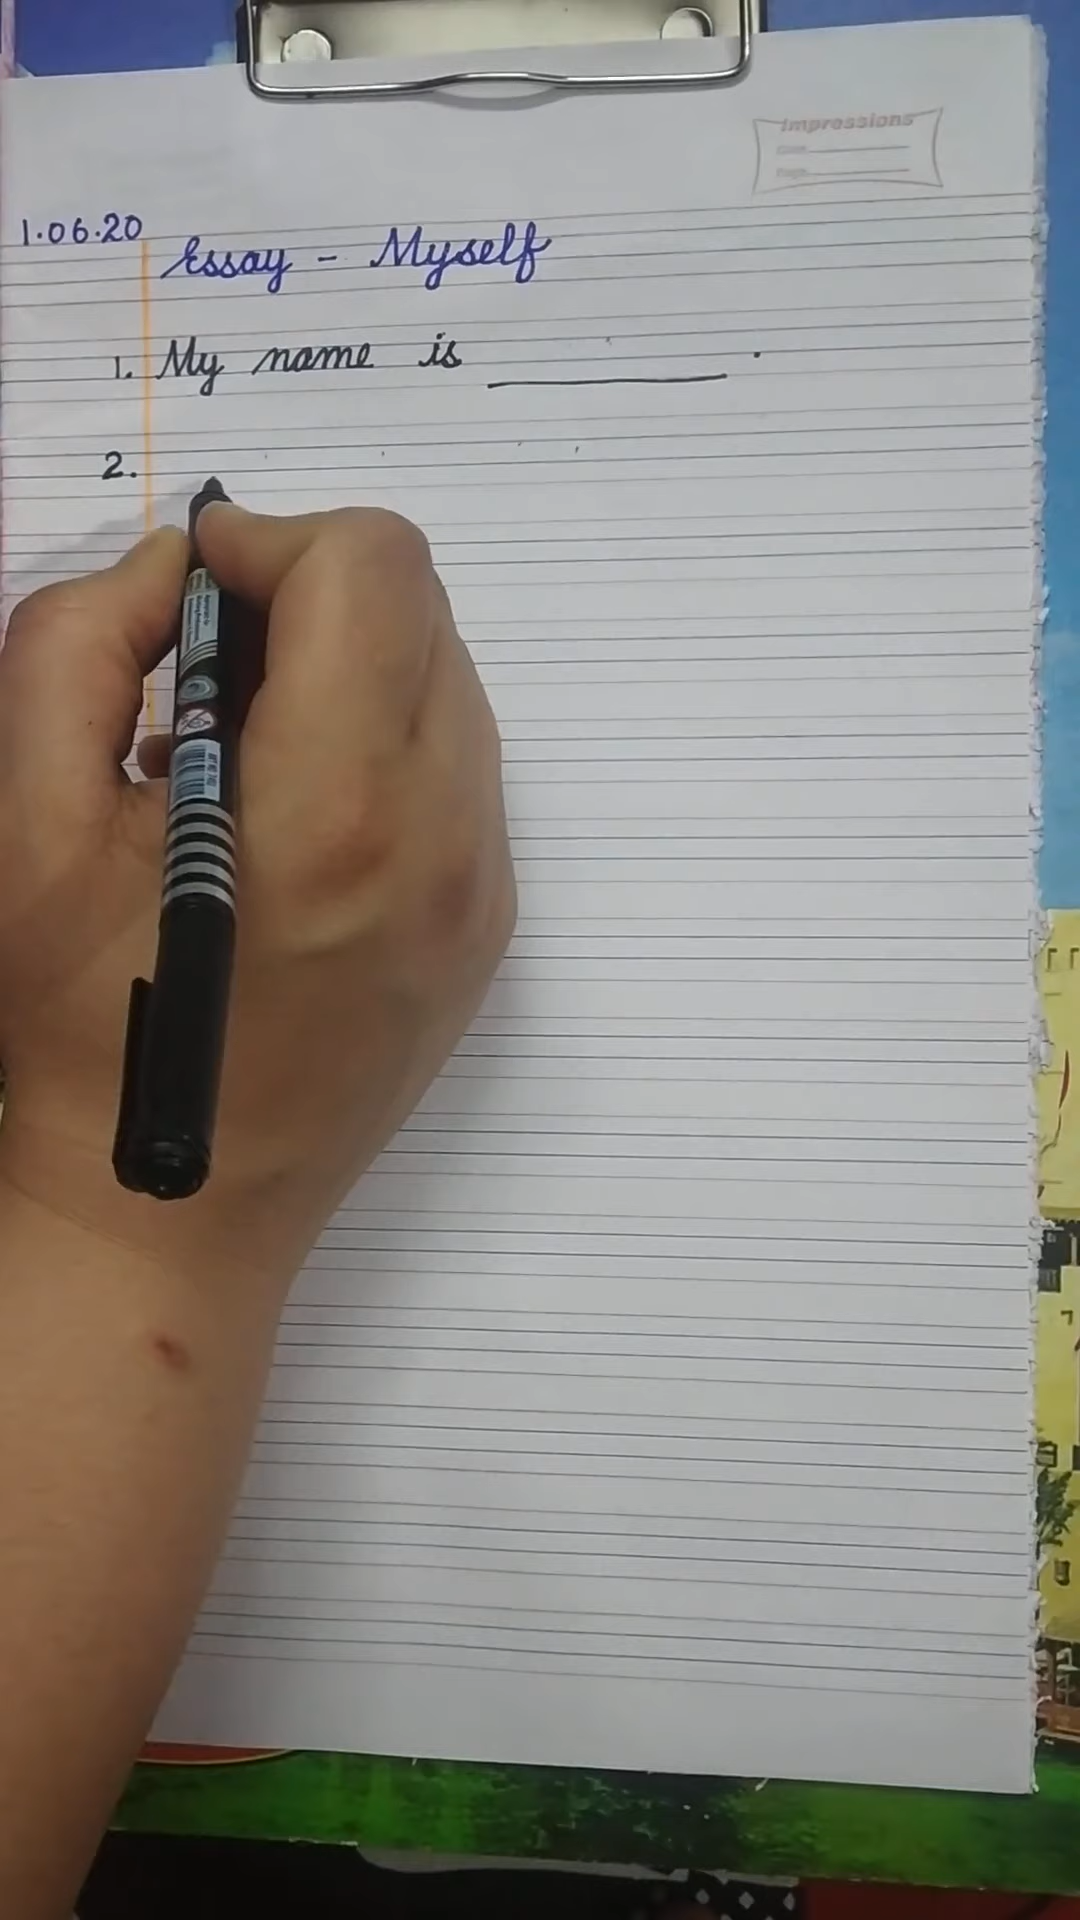 Impressions
1.06.20
Essay - Myself
1. My name is ________ .
2.